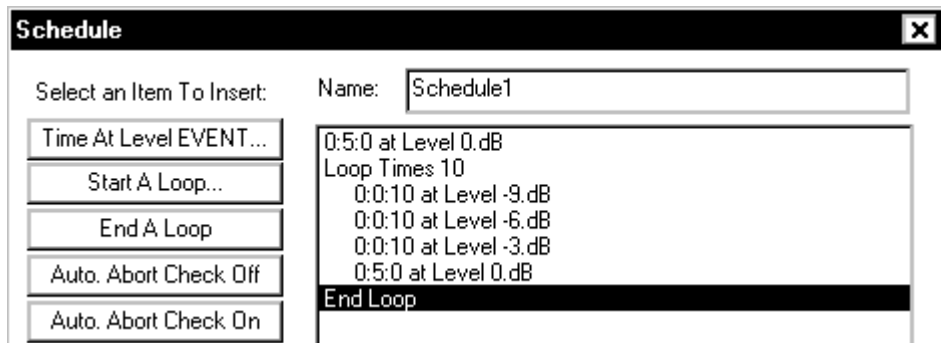 Schedule
Select an Item To Insert:
Name: Schedule1
Time At Level EVENT...
Start A Loop...
End A Loop
Auto. Abort Check Off
Auto. Abort Check On
0:5:0 at Level 0.dB
Loop Times 10
0:0:10 at Level -9.dB
0:0:10 at Level -6.dB
0:0:10 at Level -3.dB
0:5:0 at Level 0.dB
End Loop